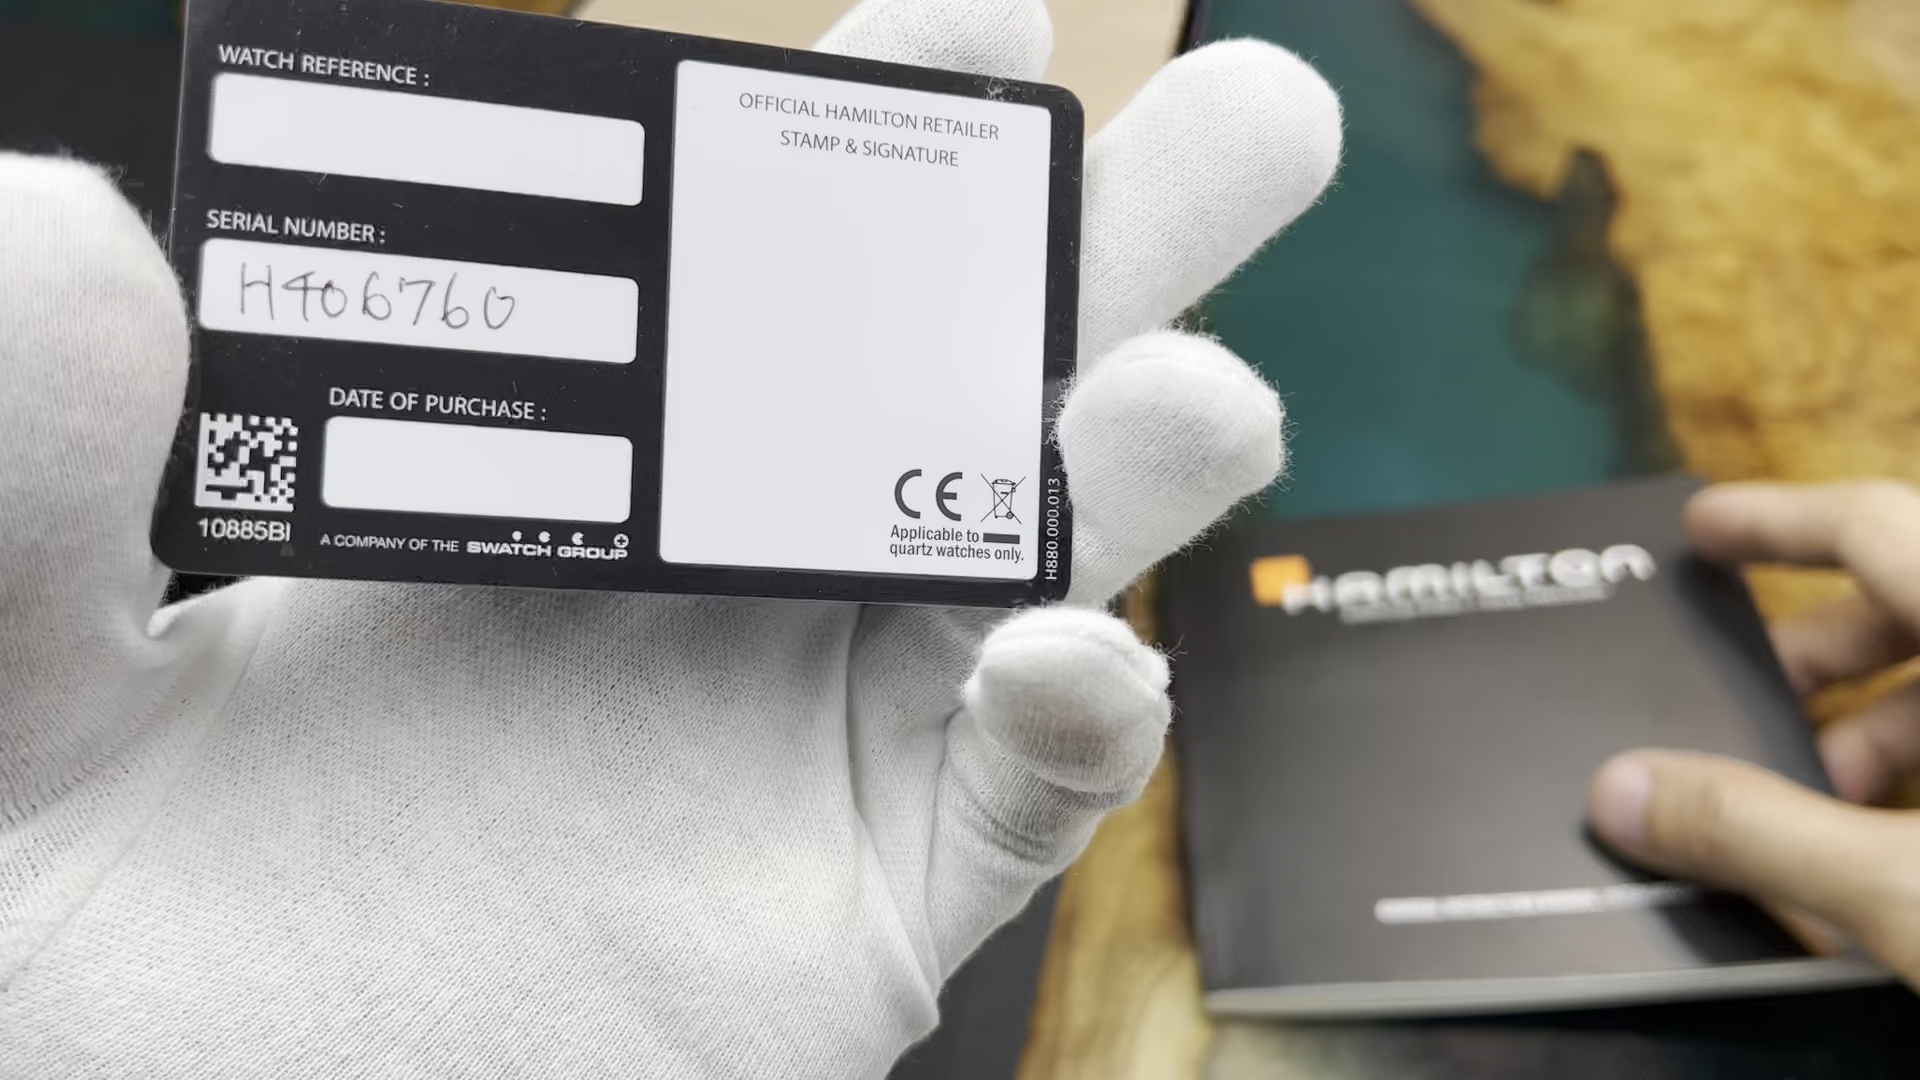 WATCH REFERENCE :
SERIAL NUMBER :
H406760
DATE OF PURCHASE :
10885BI
A COMPANY OF THE SWATCH GROUP
OFFICIAL HAMILTON RETAILER
STAMP & SIGNATURE
CE
Applicable to
quartz watches only.
H880.000.013
HAMILTON